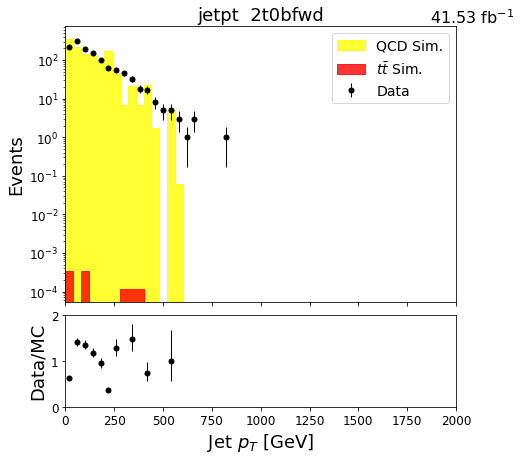 jetpt 2t0bfwd
41.53 fb⁻¹
QCD Sim.
tt̄ Sim.
Data
Events
10²
10¹
10⁰
10⁻¹
10⁻²
10⁻³
10⁻⁴
Data/MC
2
1
0
0 250 500 750 1000 1250 1500 1750 2000
Jet p_T [GeV]